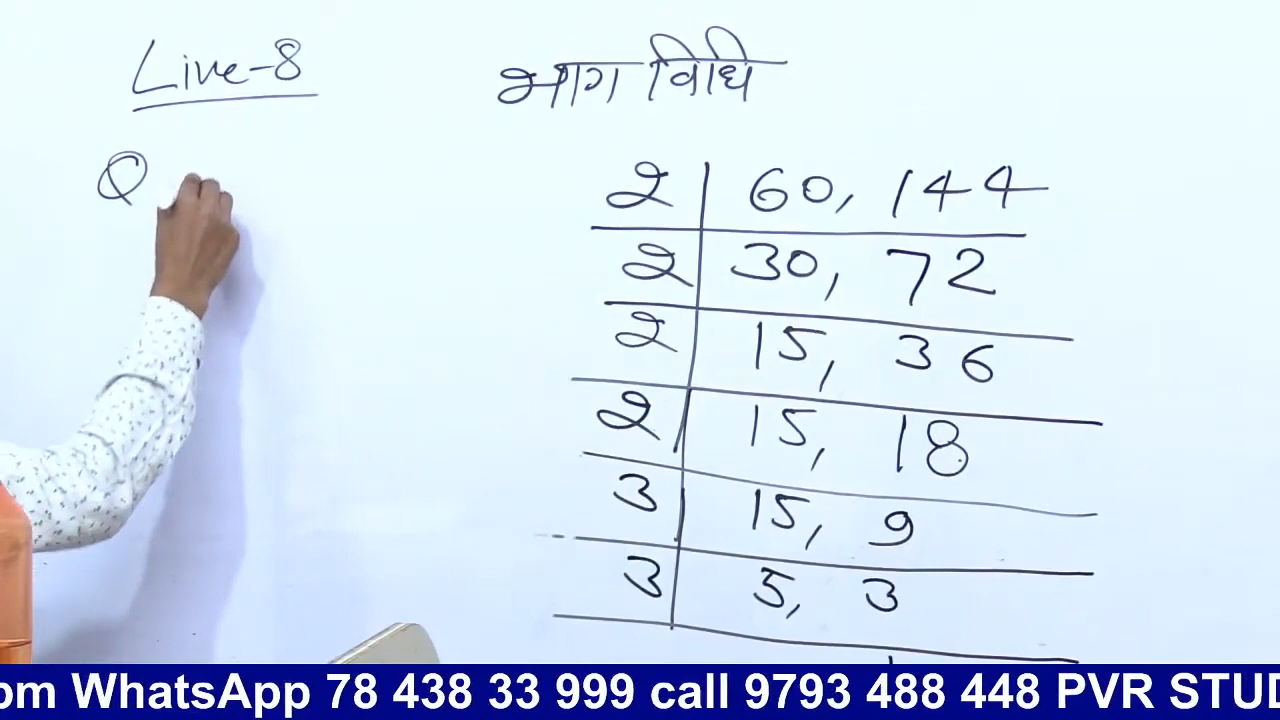 Live-8
भाग विधि
Q
2 | 60, 144
2 | 30, 72
2 | 15, 36
2 | 15, 18
3 | 15, 9
3 | 5, 3
om WhatsApp 78 438 33 999 call 9793 488 448 PVR STUD